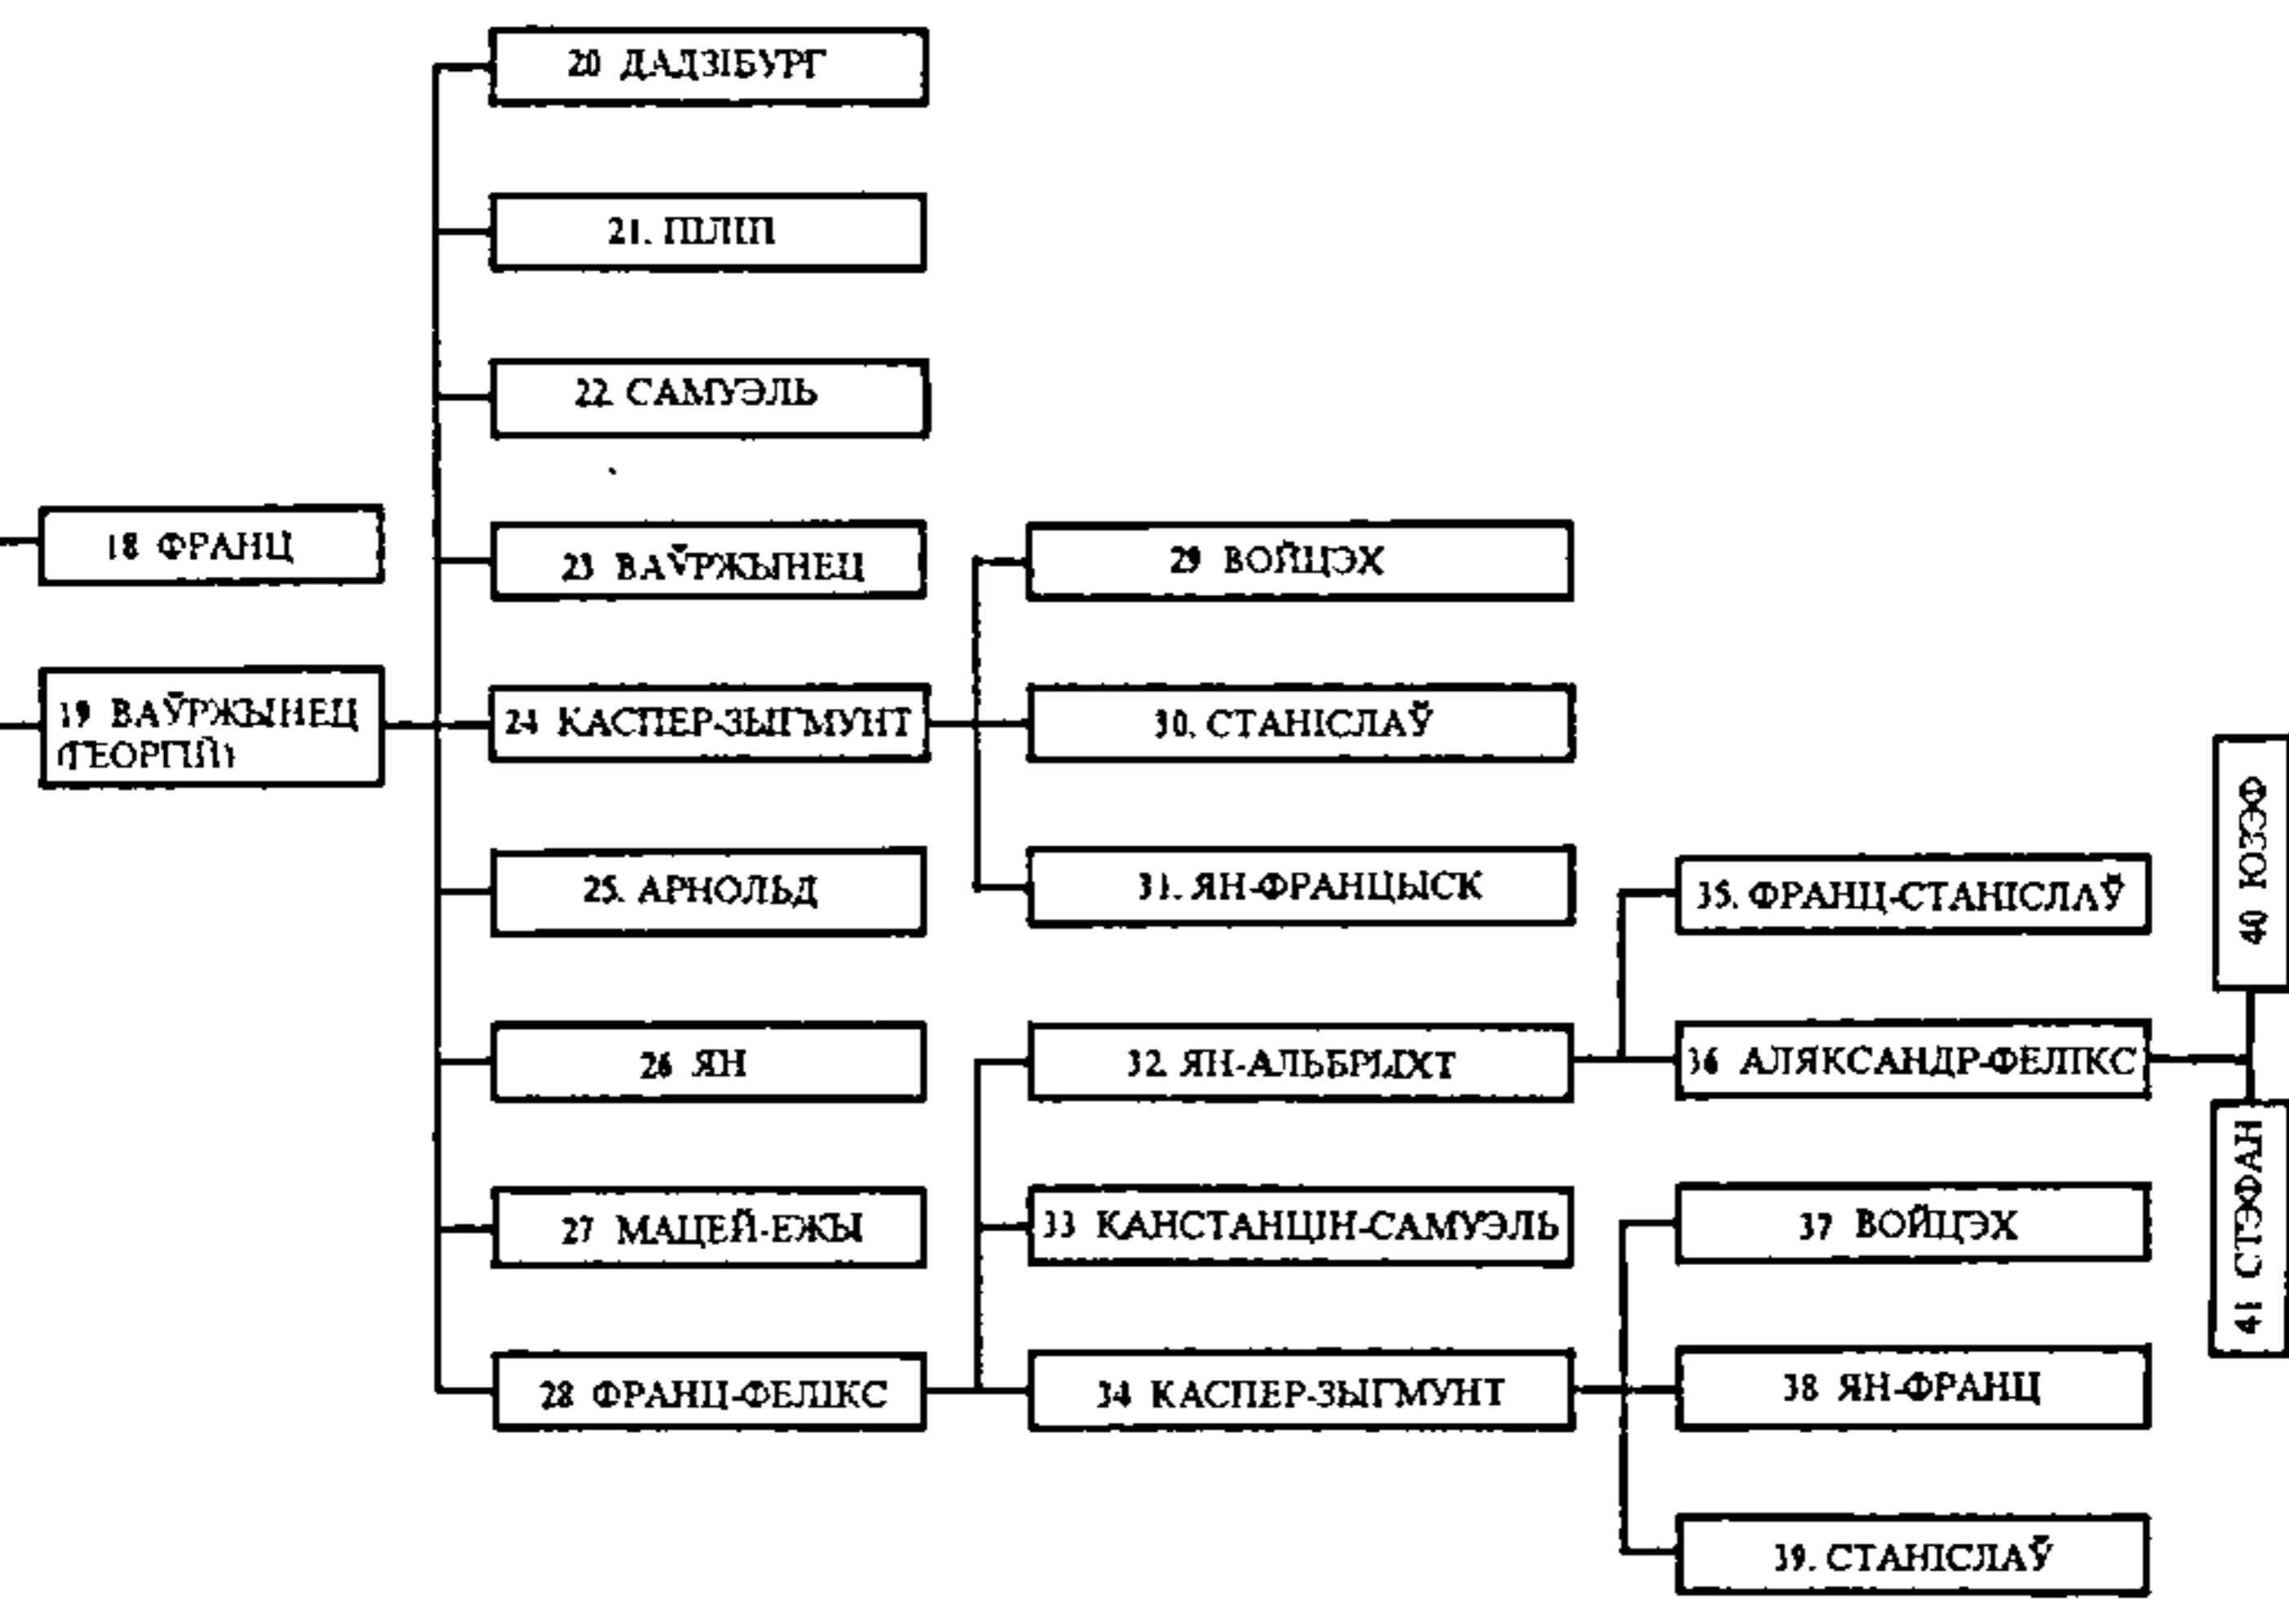 18 ФРАНЦ
19 ВАЎРЖЫНЕЦ
(ГЕОРГІЙ)
20 ДАДЗІБУРГ
21. ПІЛІП
22. САМУЭЛЬ
23 ВАЎРЖЫНЕЦ
24 КАСПЕР-ЗЫГМУНТ
25. АРНОЛЬД
26 ЯН
27 МАЦЕЙ-ЕЖЫ
28 ФРАНЦ-ФЕЛІКС
29 ВОЙЦЭХ
30. СТАНІСЛАЎ
31. ЯН-ФРАНЦЫСК
32. ЯН-АЛЬБРЫХТ
33 КАНСТАНЦІН-САМУЭЛЬ
34 КАСПЕР-ЗЫГМУНТ
35. ФРАНЦ-СТАНІСЛАЎ
36 АЛЯКСАНДР-ФЕЛІКС
37 ВОЙЦЭХ
38 ЯН-ФРАНЦ
39. СТАНІСЛАЎ
40 ЮЗЭФ
41 СТЭФАН